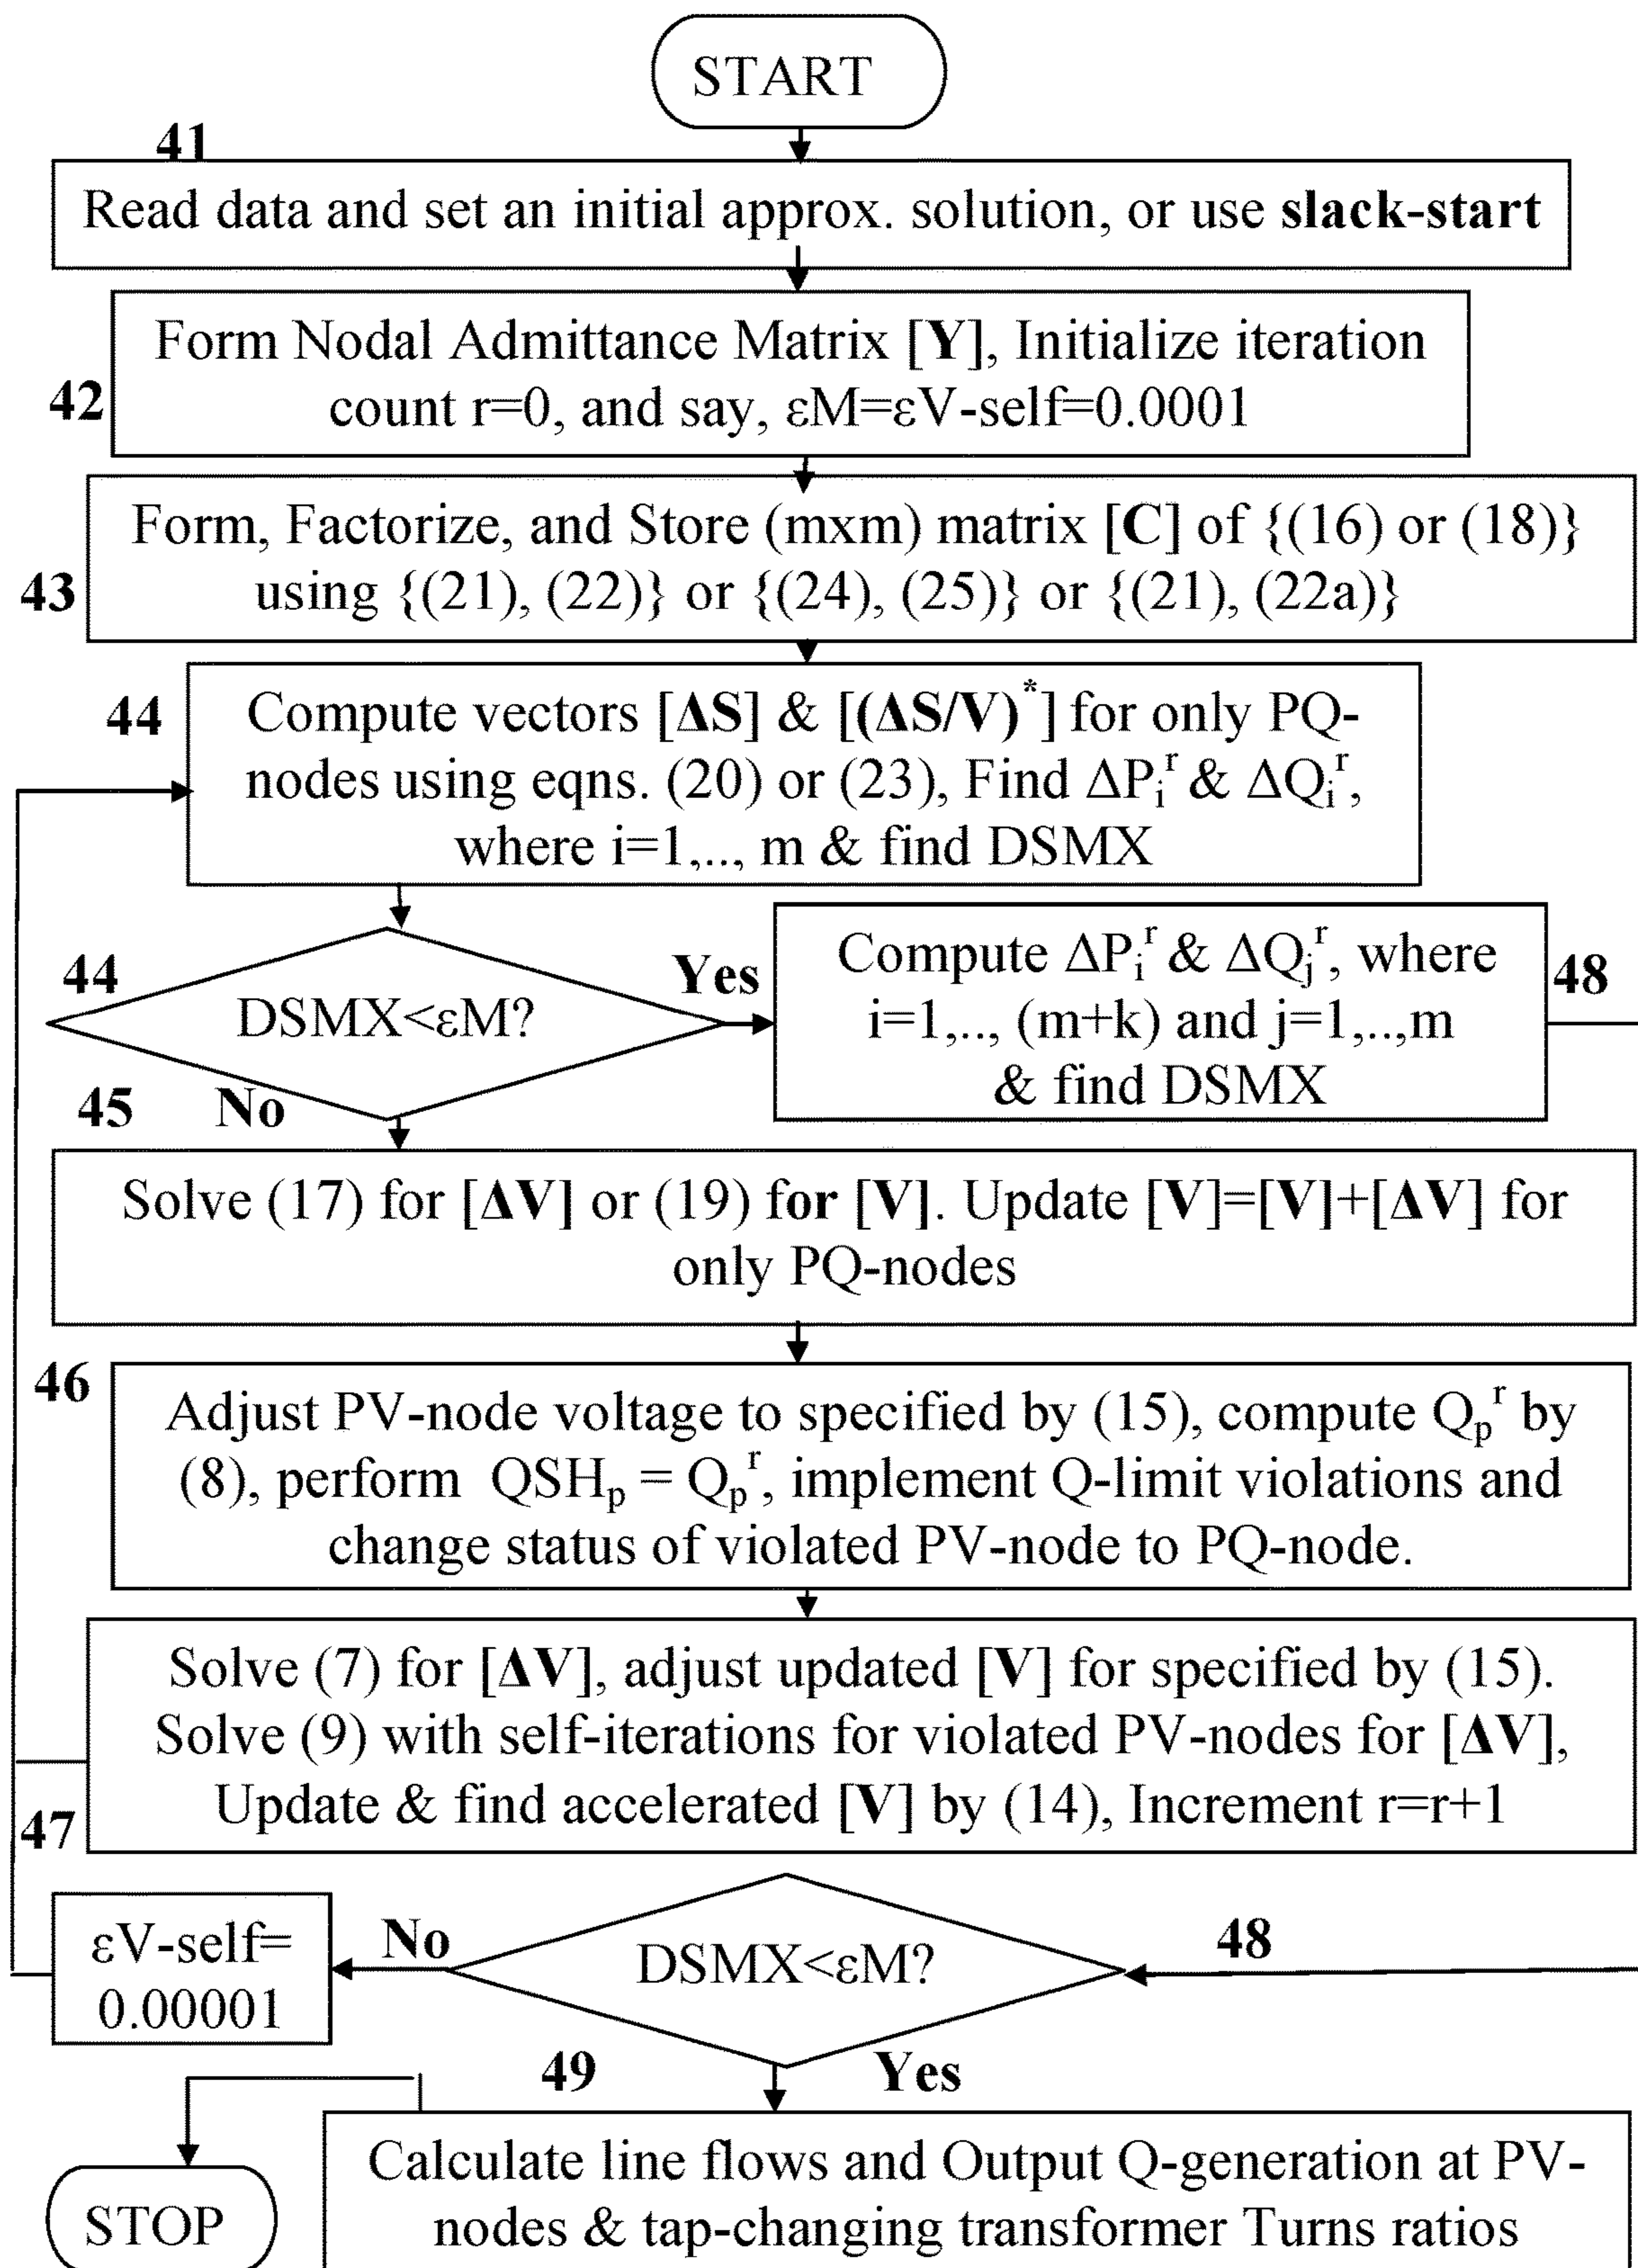 START
41
Read data and set an initial approx. solution, or use slack-start
Form Nodal Admittance Matrix [Y], Initialize iteration
42
count r=0, and say, εM=εV-self=0.0001
Form, Factorize, and Store (mxm) matrix [C] of {(16) or (18)}
43
using {(21), (22)} or {(24), (25)} or {(21), (22a)}
44
Compute vectors [ΔS] & [(ΔS/V)*] for only PQ-
nodes using eqns. (20) or (23), Find ΔPᵢʳ & ΔQᵢʳ,
where i=1,.., m & find DSMX
44
DSMX<εM?
Yes
Compute ΔPᵢʳ & ΔQⱼʳ, where
i=1,.., (m+k) and j=1,..,m
& find DSMX
48
45
No
Solve (17) for [ΔV] or (19) for [V]. Update [V]=[V]+[ΔV] for
only PQ-nodes
46
Adjust PV-node voltage to specified by (15), compute Qₚʳ by
(8), perform QSHₚ = Qₚʳ, implement Q-limit violations and
change status of violated PV-node to PQ-node.
Solve (7) for [ΔV], adjust updated [V] for specified by (15).
Solve (9) with self-iterations for violated PV-nodes for [ΔV],
Update & find accelerated [V] by (14), Increment r=r+1
47
εV-self=
0.00001
No
DSMX<εM?
48
49
Yes
Calculate line flows and Output Q-generation at PV-
nodes & tap-changing transformer Turns ratios
STOP